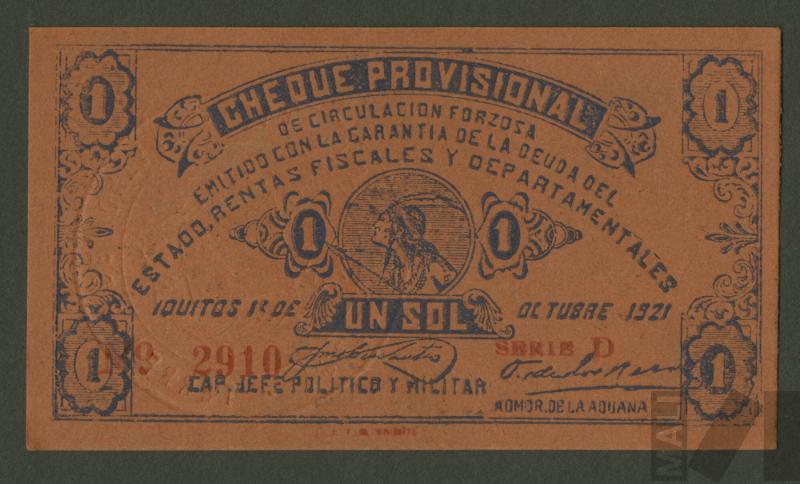 1 1
CHEQUE PROVISIONAL
DE CIRCULACION FORZOSA
EMITIDO CON LA GARANTIA DE LA DEUDA DEL
ESTADO, RENTAS FISCALES Y DEPARTAMENTALES
1 1
IQUITOS 1º DE UN SOL OCTUBRE 1921
2910 SERIE D
1 1
CAP. JEFE POLITICO Y MILITAR
ADMOR. DE LA ADUANA
MALI